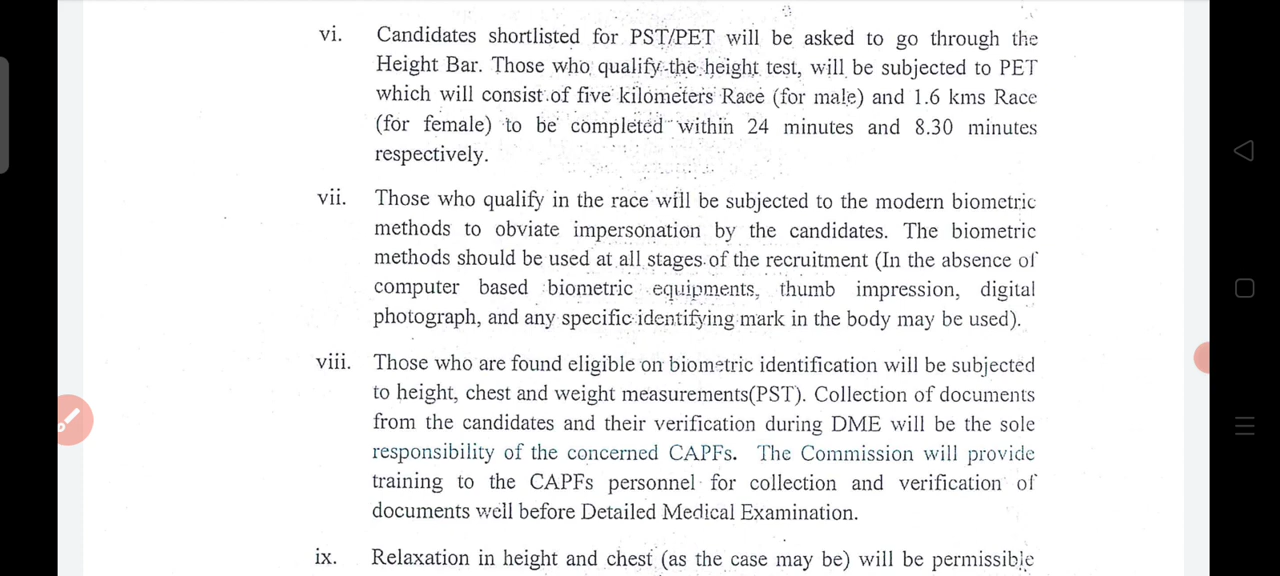 vi. Candidates shortlisted for PST/PET will be asked to go through the
Height Bar. Those who qualify the height test, will be subjected to PET
which will consist of five kilometers Race (for male) and 1.6 kms Race
(for female) to be completed within 24 minutes and 8.30 minutes
respectively.
vii. Those who qualify in the race will be subjected to the modern biometric
methods to obviate impersonation by the candidates. The biometric
methods should be used at all stages of the recruitment (In the absence of
computer based biometric equipments, thumb impression, digital
photograph, and any specific identifying mark in the body may be used).
viii. Those who are found eligible on biometric identification will be subjected
to height, chest and weight measurements(PST). Collection of documents
from the candidates and their verification during DME will be the sole
responsibility of the concerned CAPFs. The Commission will provide
training to the CAPFs personnel for collection and verification of
documents well before Detailed Medical Examination.
ix. Relaxation in height and chest (as the case may be) will be permissible